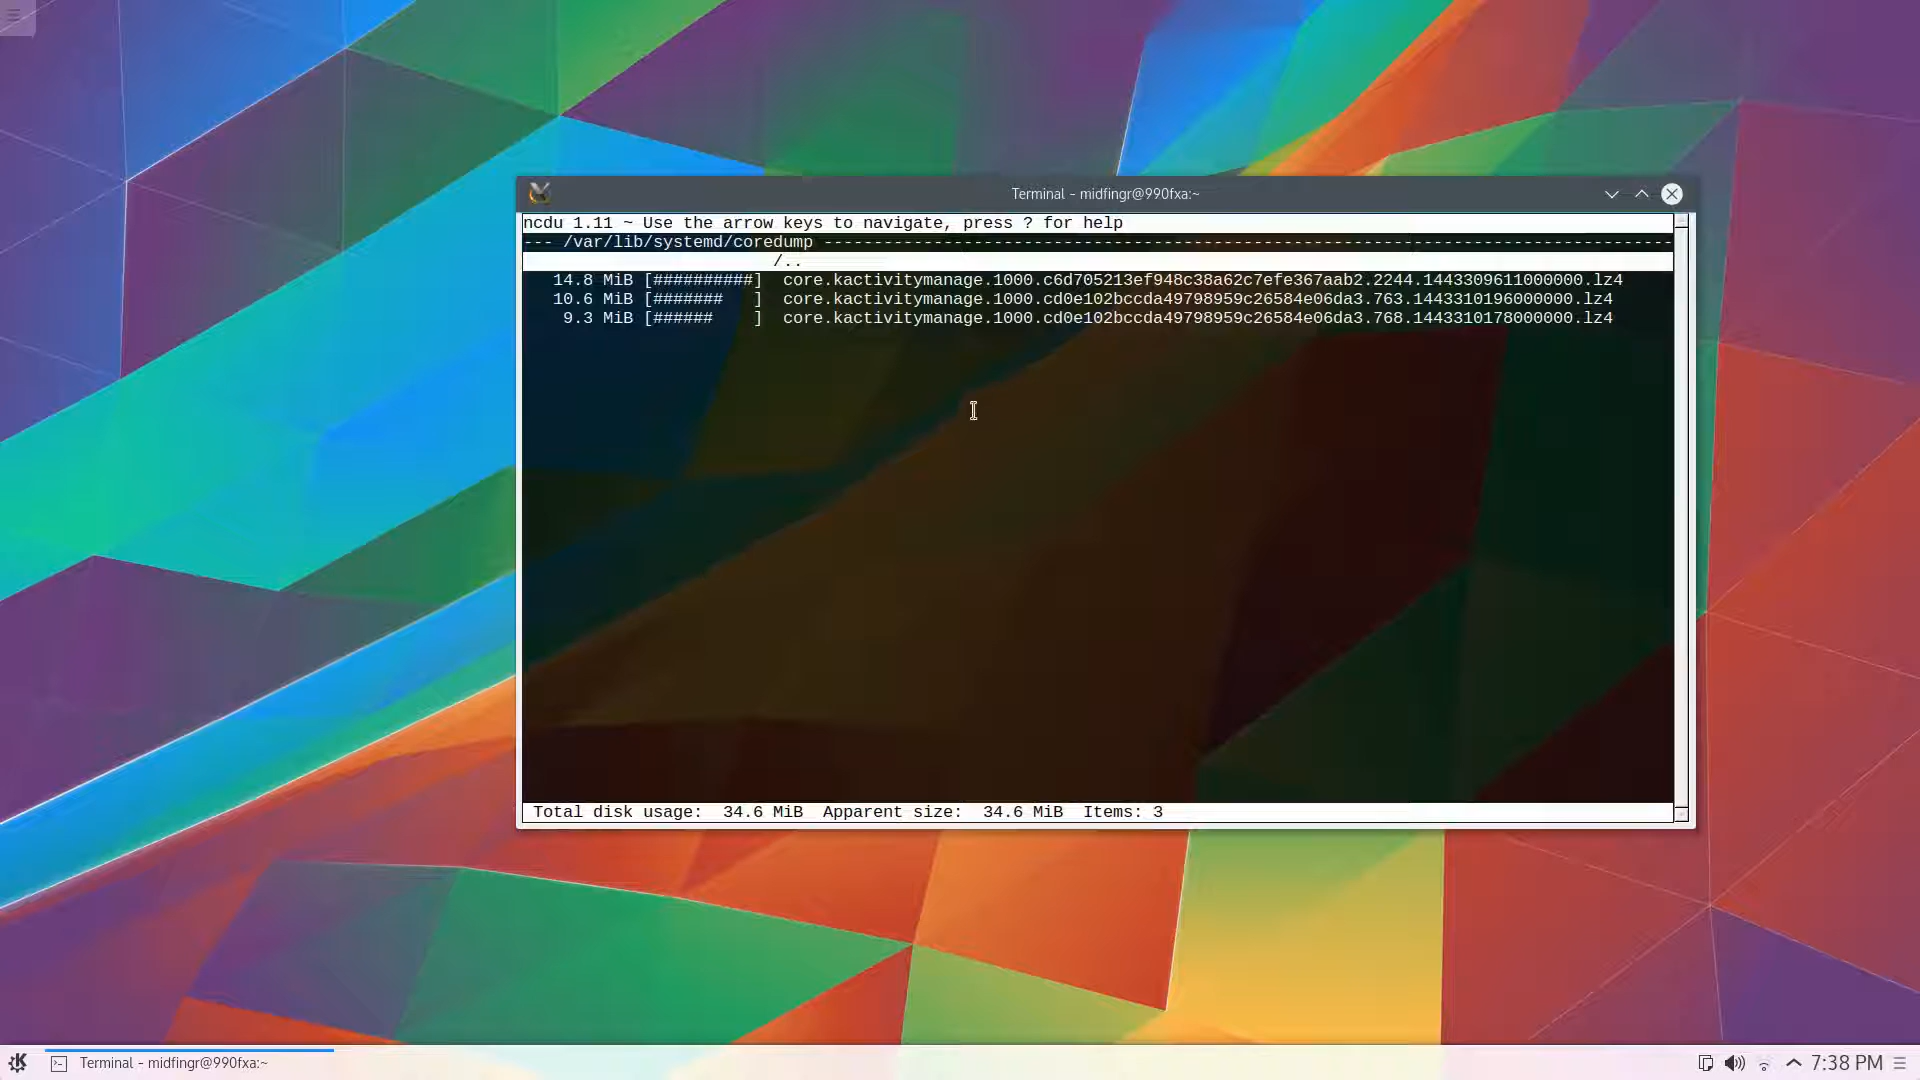 Terminal - midfingr@990fxa:~
ncdu 1.11 ~ Use the arrow keys to navigate, press ? for help
--- /var/lib/systemd/coredump -------------------------------------------------------------------------------------
/..
14.8 MiB [##########]  core.kactivitymanage.1000.c6d705213ef948c38a62c7efe367aab2.2244.1443309611000000.lz4
10.6 MiB [#######   ]  core.kactivitymanage.1000.cd0e102bccda49798959c26584e06da3.763.1443310196000000.lz4
9.3 MiB [######    ]  core.kactivitymanage.1000.cd0e102bccda49798959c26584e06da3.768.1443310178000000.lz4
Total disk usage:  34.6 MiB  Apparent size:  34.6 MiB  Items: 3
Terminal - midfingr@990fxa:~
7:38 PM